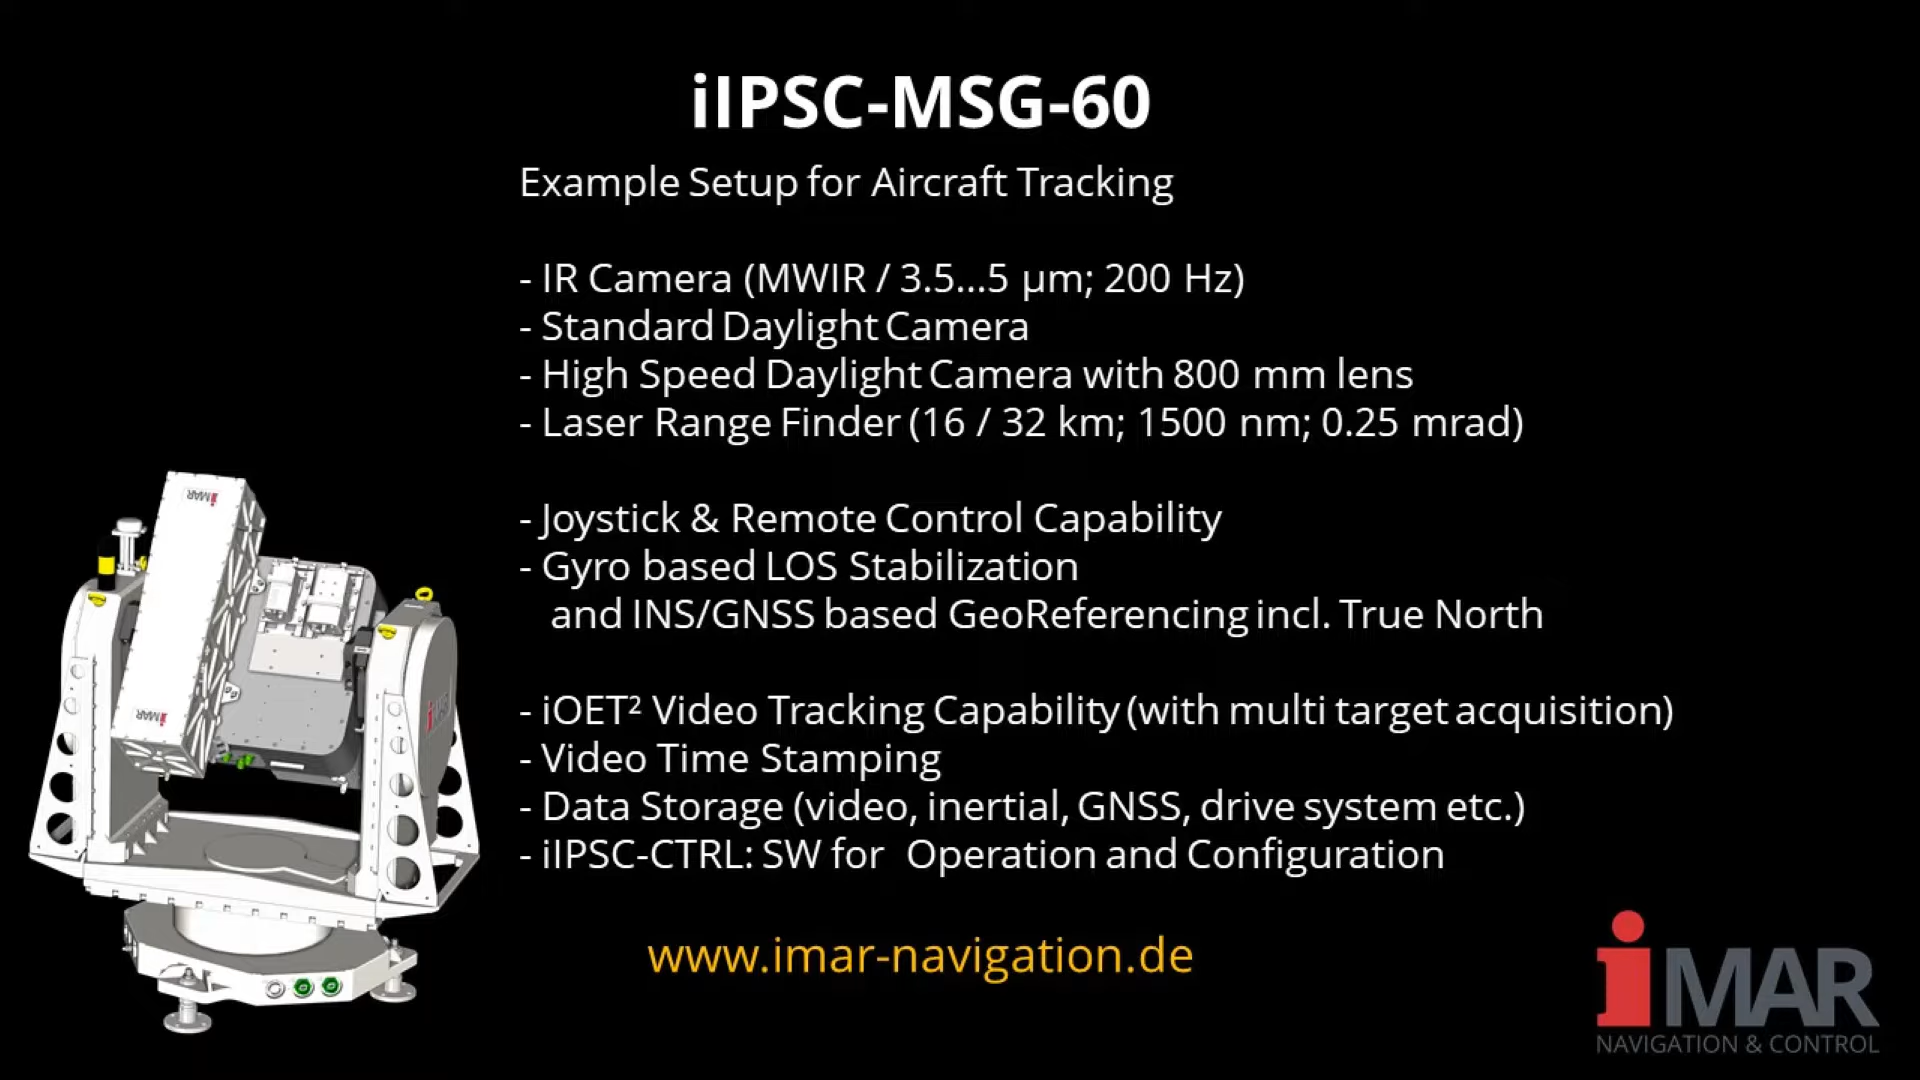 iIPSC-MSG-60
Example Setup for Aircraft Tracking
- IR Camera (MWIR / 3.5...5 µm; 200 Hz)
- Standard Daylight Camera
- High Speed Daylight Camera with 800 mm lens
- Laser Range Finder (16 / 32 km; 1500 nm; 0.25 mrad)
- Joystick & Remote Control Capability
- Gyro based LOS Stabilization
and INS/GNSS based GeoReferencing incl. True North
- iOET² Video Tracking Capability (with multi target acquisition)
- Video Time Stamping
- Data Storage (video, inertial, GNSS, drive system etc.)
- iIPSC-CTRL: SW for Operation and Configuration
www.imar-navigation.de
iMAR
NAVIGATION & CONTROL
iMAR
iMAR